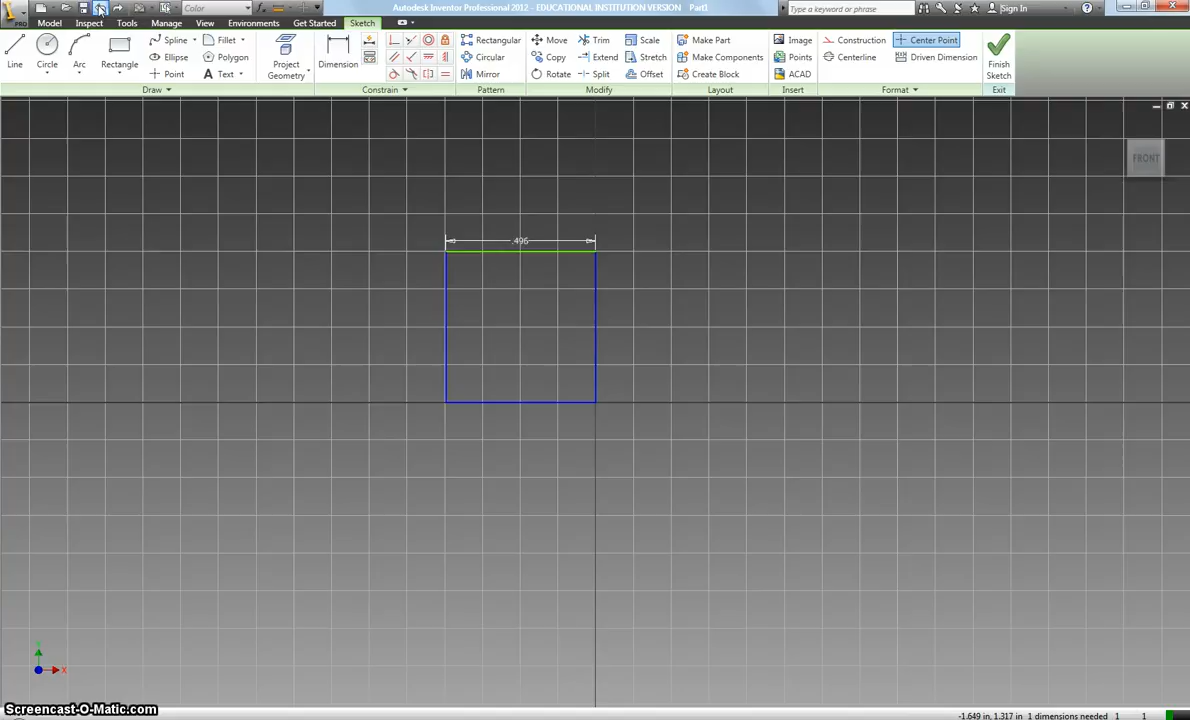 Color
Autodesk Inventor Professional 2012 – EDUCATIONAL INSTITUTION VERSION Part1
Type a keyword or phrase
Sign In
PRO
Model Inspect Tools Manage View Environments Get Started Sketch
Line Circle Arc Rectangle
Spline Fillet
Ellipse Polygon
Point Text
Project Geometry
Dimension
Rectangular
Circular
Mirror
Move Trim Scale
Copy Extend Stretch
Rotate Split Offset
Make Part
Make Components
Create Block
Image
Points
ACAD
Construction Center Point
Centerline Driven Dimension
Finish Sketch
Draw Constrain Pattern Modify Layout Insert Format Exit
FRONT
.496
Y
X
Screencast-O-Matic.com
-1.649 in, 1.317 in 1 dimensions needed 1 1